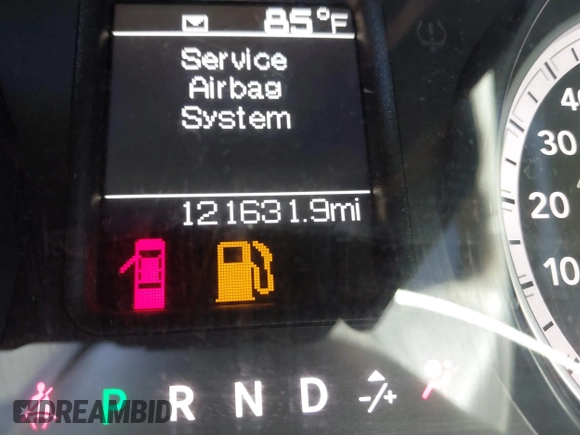 85°F
Service
Airbag
System
121631.9mi
40
30
20
10
P R N D -/+
DREAMBID